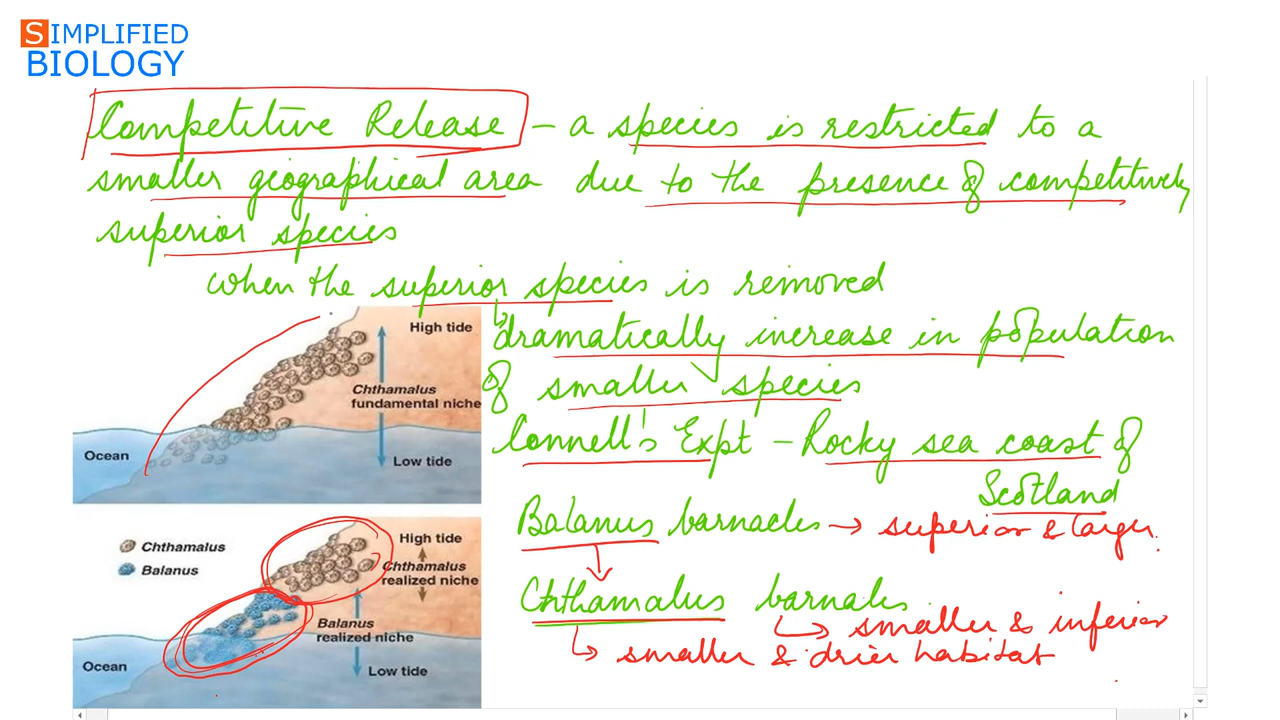 SIMPLIFIED
BIOLOGY
Competitive Release – a species is restricted to a
smaller geographical area due to the presence of competitively
superior species
When the superior species is removed
dramatically increase in population
of smaller species
Connell's Expt – Rocky sea coast of
Scotland
Balanus barnacles → superior & larger.
Chthamalus barnales
smaller & inferior
smaller & drier habitat
High tide
Chthamalus
fundamental niche
Ocean
Low tide
Chthamalus
Balanus
High tide
Chthamalus
realized niche
Balanus
realized niche
Ocean
Low tide